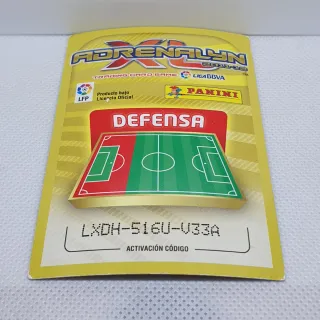 ADRENALYN XL
TRADING CARD GAME
Liga BBVA
LFP
Producto bajo
Licencia Oficial
PANINI
DEFENSA
LXDH-516U-V33A
ACTIVACIÓN CÓDIGO